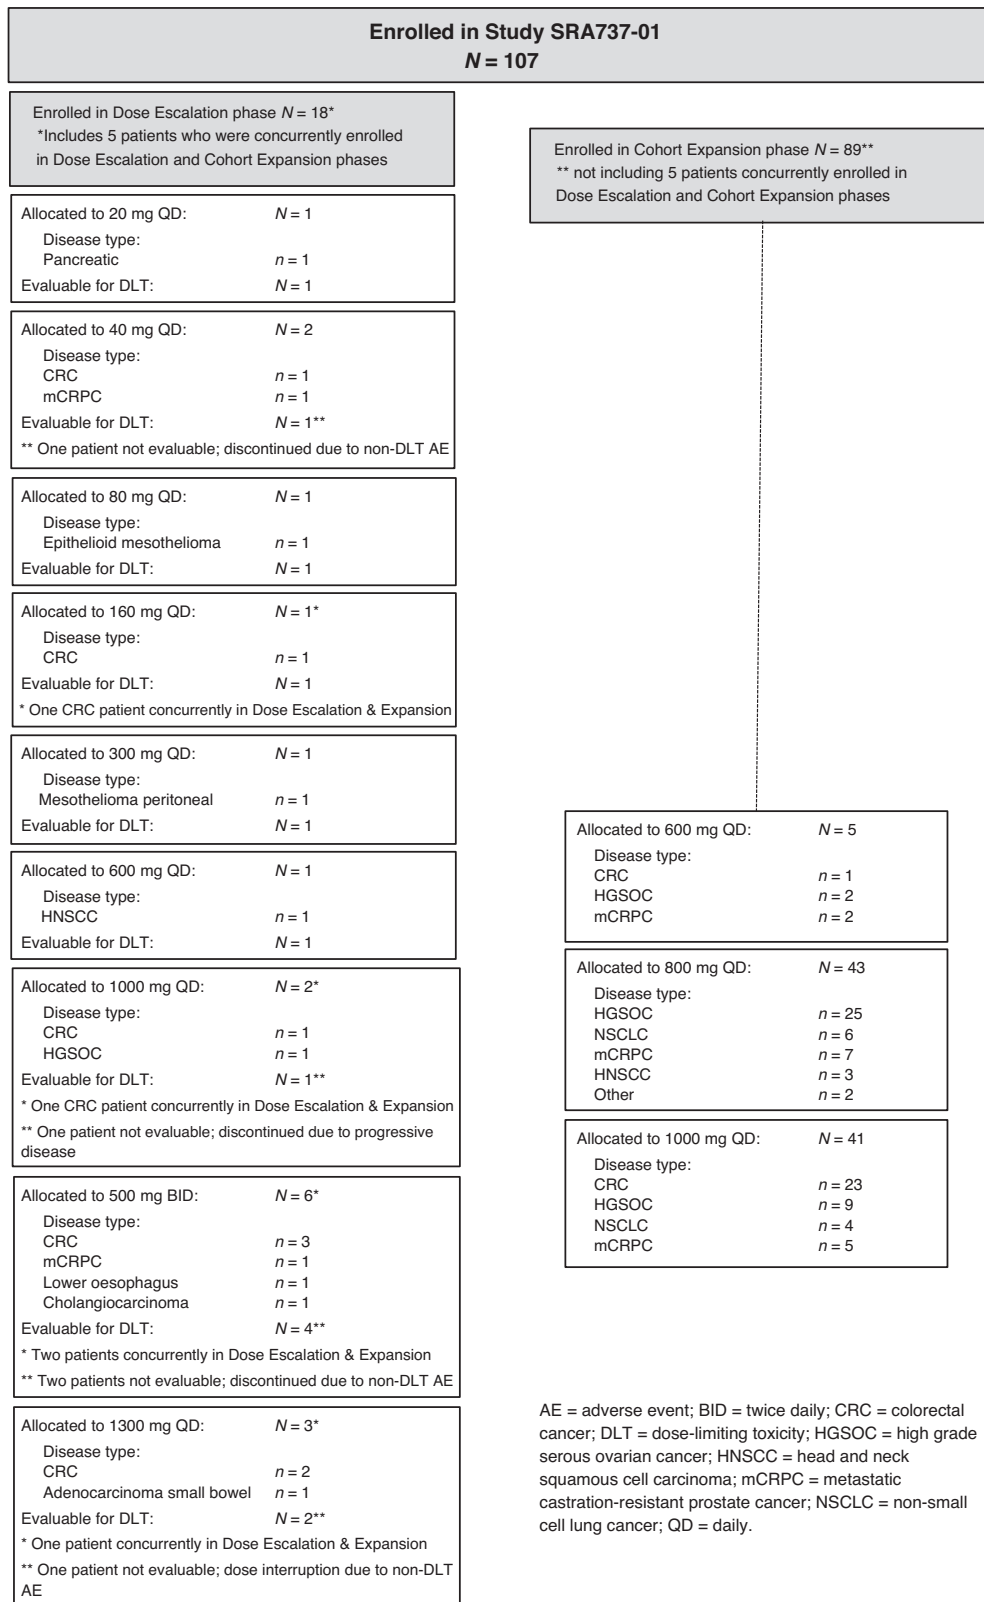 Enrolled in Study SRA737-01
N = 107
Enrolled in Dose Escalation phase N = 18*
*Includes 5 patients who were concurrently enrolled
in Dose Escalation and Cohort Expansion phases
Allocated to 20 mg QD: N = 1
Disease type:
Pancreatic n = 1
Evaluable for DLT: N = 1
Allocated to 40 mg QD: N = 2
Disease type:
CRC n = 1
mCRPC n = 1
Evaluable for DLT: N = 1**
** One patient not evaluable; discontinued due to non-DLT AE
Allocated to 80 mg QD: N = 1
Disease type:
Epithelioid mesothelioma n = 1
Evaluable for DLT: N = 1
Allocated to 160 mg QD: N = 1*
Disease type:
CRC n = 1
Evaluable for DLT: N = 1
* One CRC patient concurrently in Dose Escalation & Expansion
Allocated to 300 mg QD: N = 1
Disease type:
Mesothelioma peritoneal n = 1
Evaluable for DLT: N = 1
Allocated to 600 mg QD: N = 1
Disease type:
HNSCC n = 1
Evaluable for DLT: N = 1
Allocated to 1000 mg QD: N = 2*
Disease type:
CRC n = 1
HGSOC n = 1
Evaluable for DLT: N = 1**
* One CRC patient concurrently in Dose Escalation & Expansion
** One patient not evaluable; discontinued due to progressive
disease
Allocated to 500 mg BID: N = 6*
Disease type:
CRC n = 3
mCRPC n = 1
Lower oesophagus n = 1
Cholangiocarcinoma n = 1
Evaluable for DLT: N = 4**
* Two patients concurrently in Dose Escalation & Expansion
** Two patients not evaluable; discontinued due to non-DLT AE
Allocated to 1300 mg QD: N = 3*
Disease type:
CRC n = 2
Adenocarcinoma small bowel n = 1
Evaluable for DLT: N = 2**
* One patient concurrently in Dose Escalation & Expansion
** One patient not evaluable; dose interruption due to non-DLT
AE
Enrolled in Cohort Expansion phase N = 89**
** not including 5 patients concurrently enrolled in
Dose Escalation and Cohort Expansion phases
Allocated to 600 mg QD: N = 5
Disease type:
CRC n = 1
HGSOC n = 2
mCRPC n = 2
Allocated to 800 mg QD: N = 43
Disease type:
HGSOC n = 25
NSCLC n = 6
mCRPC n = 7
HNSCC n = 3
Other n = 2
Allocated to 1000 mg QD: N = 41
Disease type:
CRC n = 23
HGSOC n = 9
NSCLC n = 4
mCRPC n = 5
AE = adverse event; BID = twice daily; CRC = colorectal
cancer; DLT = dose-limiting toxicity; HGSOC = high grade
serous ovarian cancer; HNSCC = head and neck
squamous cell carcinoma; mCRPC = metastatic
castration-resistant prostate cancer; NSCLC = non-small
cell lung cancer; QD = daily.